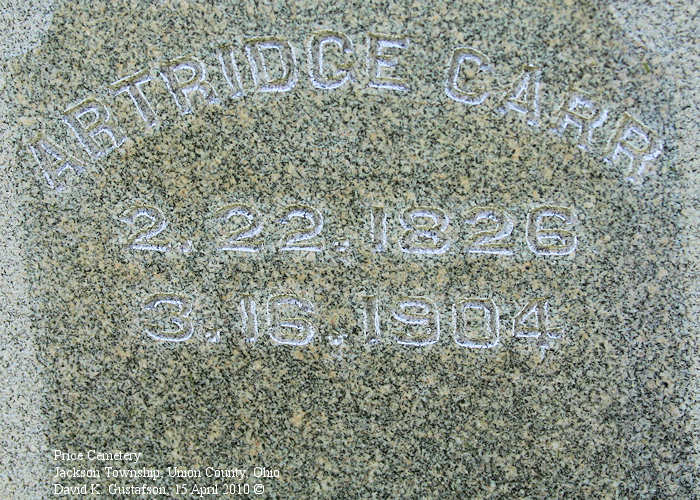 ARTRIDGE CARR
2.22.1826
3.16.1904
Price Cemetery
Jackson Township, Union County, Ohio
David K. Gustafson, 15 April 2010 ©